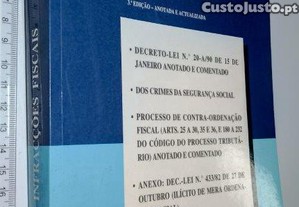 CustoJusto.pt
3.ª EDIÇÃO - ANOTADA E ACTUALIZADA
• DECRETO-LEI N.º 20-A/90 DE 15 DE
JANEIRO ANOTADO E COMENTADO
• DOS CRIMES DA SEGURANÇA SOCIAL
• PROCESSO DE CONTRA-ORDENAÇÃO
FISCAL (ARTS. 25 A 30, 35 E 36, E 180 A 232
DO CÓDIGO DO PROCESSO TRIBUTÁ-
RIO) ANOTADO E COMENTADO
• ANEXO: DEC.-LEI N.º 433/82 DE 27 DE
OUTUBRO (ILÍCITO DE MERA ORDENA-
INFRACÇÕES FISCAIS